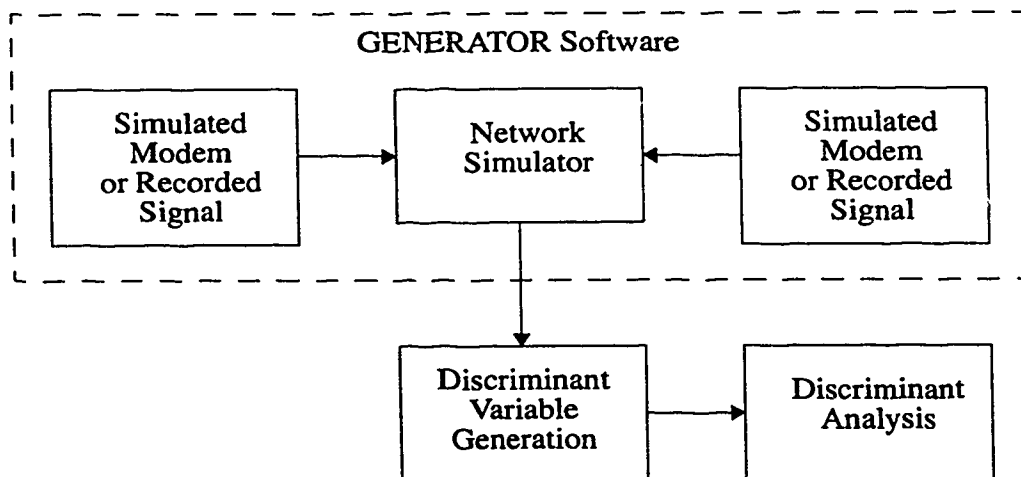 GENERATOR Software
Simulated
Modem
or Recorded
Signal
Network
Simulator
Simulated
Modem
or Recorded
Signal
Discriminant
Variable
Generation
Discriminant
Analysis